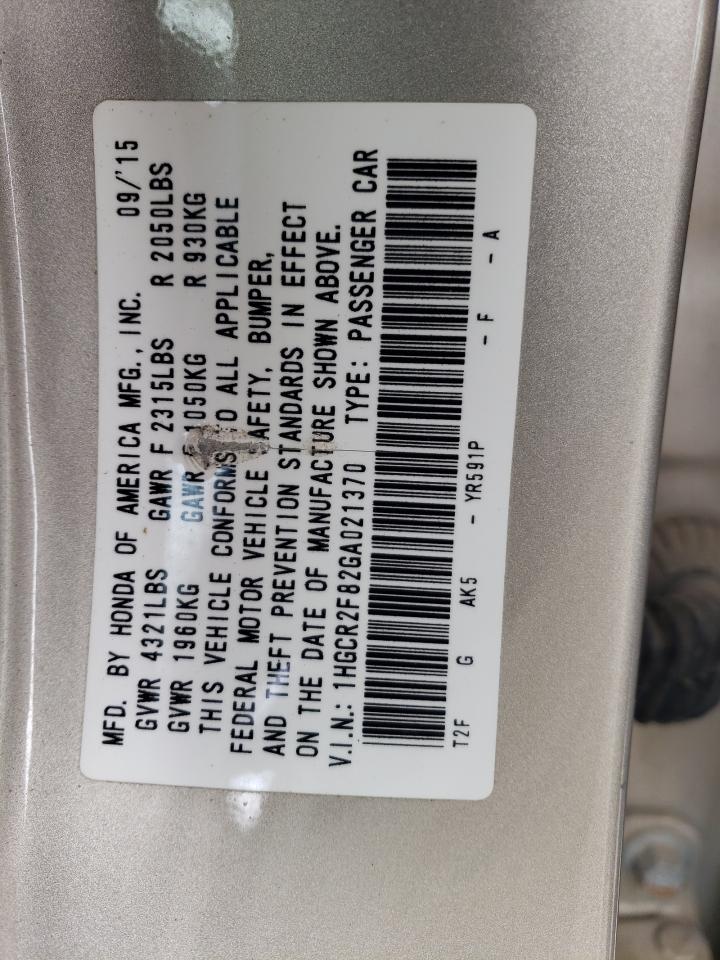 MFD. BY HONDA OF AMERICA MFG., INC. 09/'15
GVWR 4321LBS GAWR F 2315LBS R 2050LBS
GVWR 1960KG GAWR F 1050KG R 930KG
THIS VEHICLE CONFORMS TO ALL APPLICABLE
FEDERAL MOTOR VEHICLE SAFETY, BUMPER,
AND THEFT PREVENTION STANDARDS IN EFFECT
ON THE DATE OF MANUFACTURE SHOWN ABOVE.
V.I.N.: 1HGCR2F82GA021370 TYPE: PASSENGER CAR
T2F G AK5 - YR591P - F - A